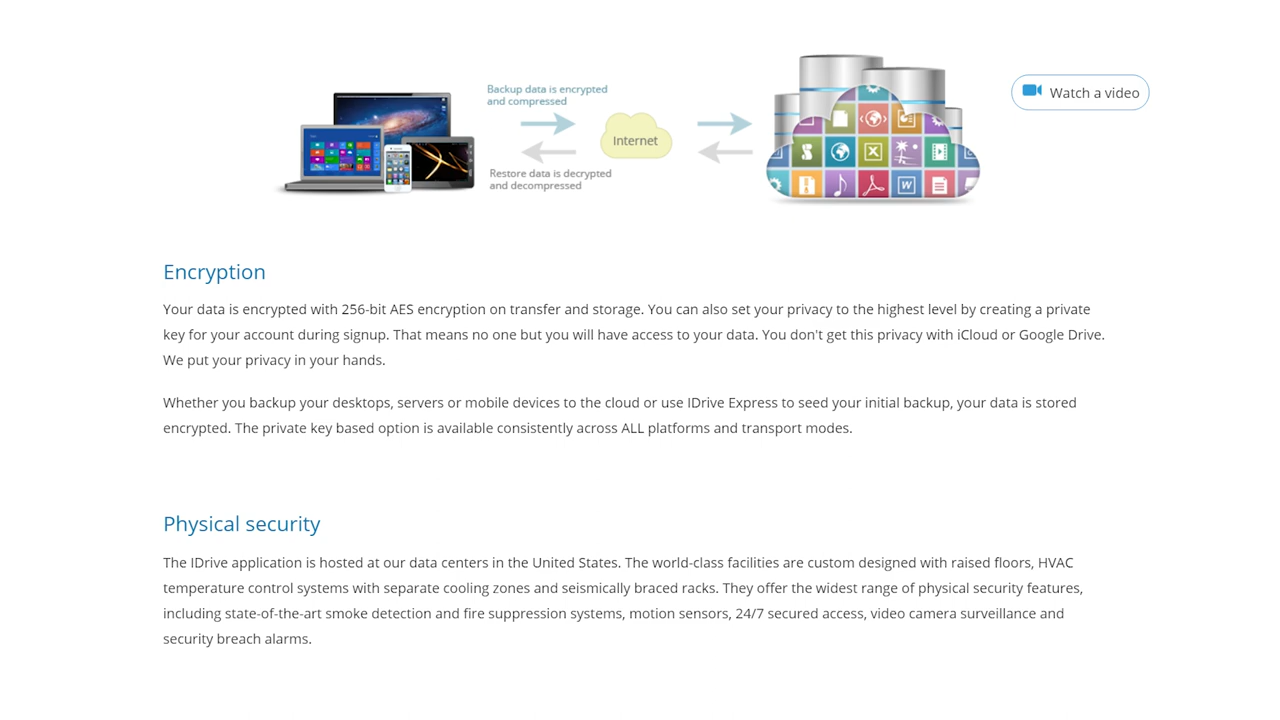 Backup data is encrypted
and compressed
Watch a video
Internet
Restore data is decrypted
and decompressed
Encryption
Your data is encrypted with 256-bit AES encryption on transfer and storage. You can also set your privacy to the highest level by creating a private
key for your account during signup. That means no one but you will have access to your data. You don't get this privacy with iCloud or Google Drive.
We put your privacy in your hands.
Whether you backup your desktops, servers or mobile devices to the cloud or use IDrive Express to seed your initial backup, your data is stored
encrypted. The private key based option is available consistently across ALL platforms and transport modes.
Physical security
The IDrive application is hosted at our data centers in the United States. The world-class facilities are custom designed with raised floors, HVAC
temperature control systems with separate cooling zones and seismically braced racks. They offer the widest range of physical security features,
including state-of-the-art smoke detection and fire suppression systems, motion sensors, 24/7 secured access, video camera surveillance and
security breach alarms.